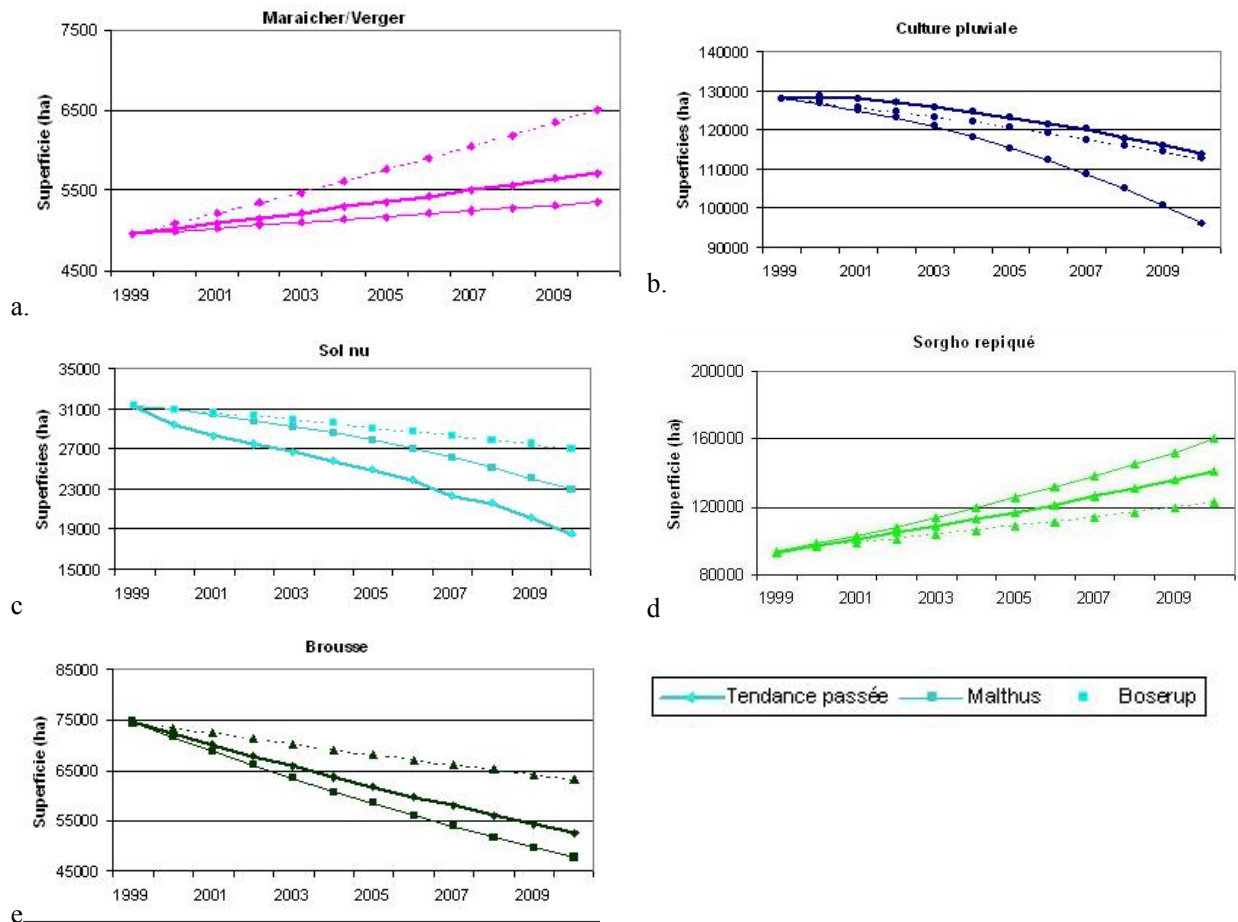 Maraicher/Verger
7500
6500
5500
4500
Superficie (ha)
1999 2001 2003 2005 2007 2009
a.
Culture pluviale
140000
130000
120000
110000
100000
90000
Superficies (ha)
1999 2001 2003 2005 2007 2009
b.
Sol nu
35000
31000
27000
23000
19000
15000
Superficies (ha)
1999 2001 2003 2005 2007 2009
c
Sorgho repiqué
200000
160000
120000
80000
Superficie (ha)
1999 2001 2003 2005 2007 2009
d
Brousse
85000
75000
65000
55000
45000
Superficie (ha)
1999 2001 2003 2005 2007 2009
e
Tendance passée Malthus Boserup